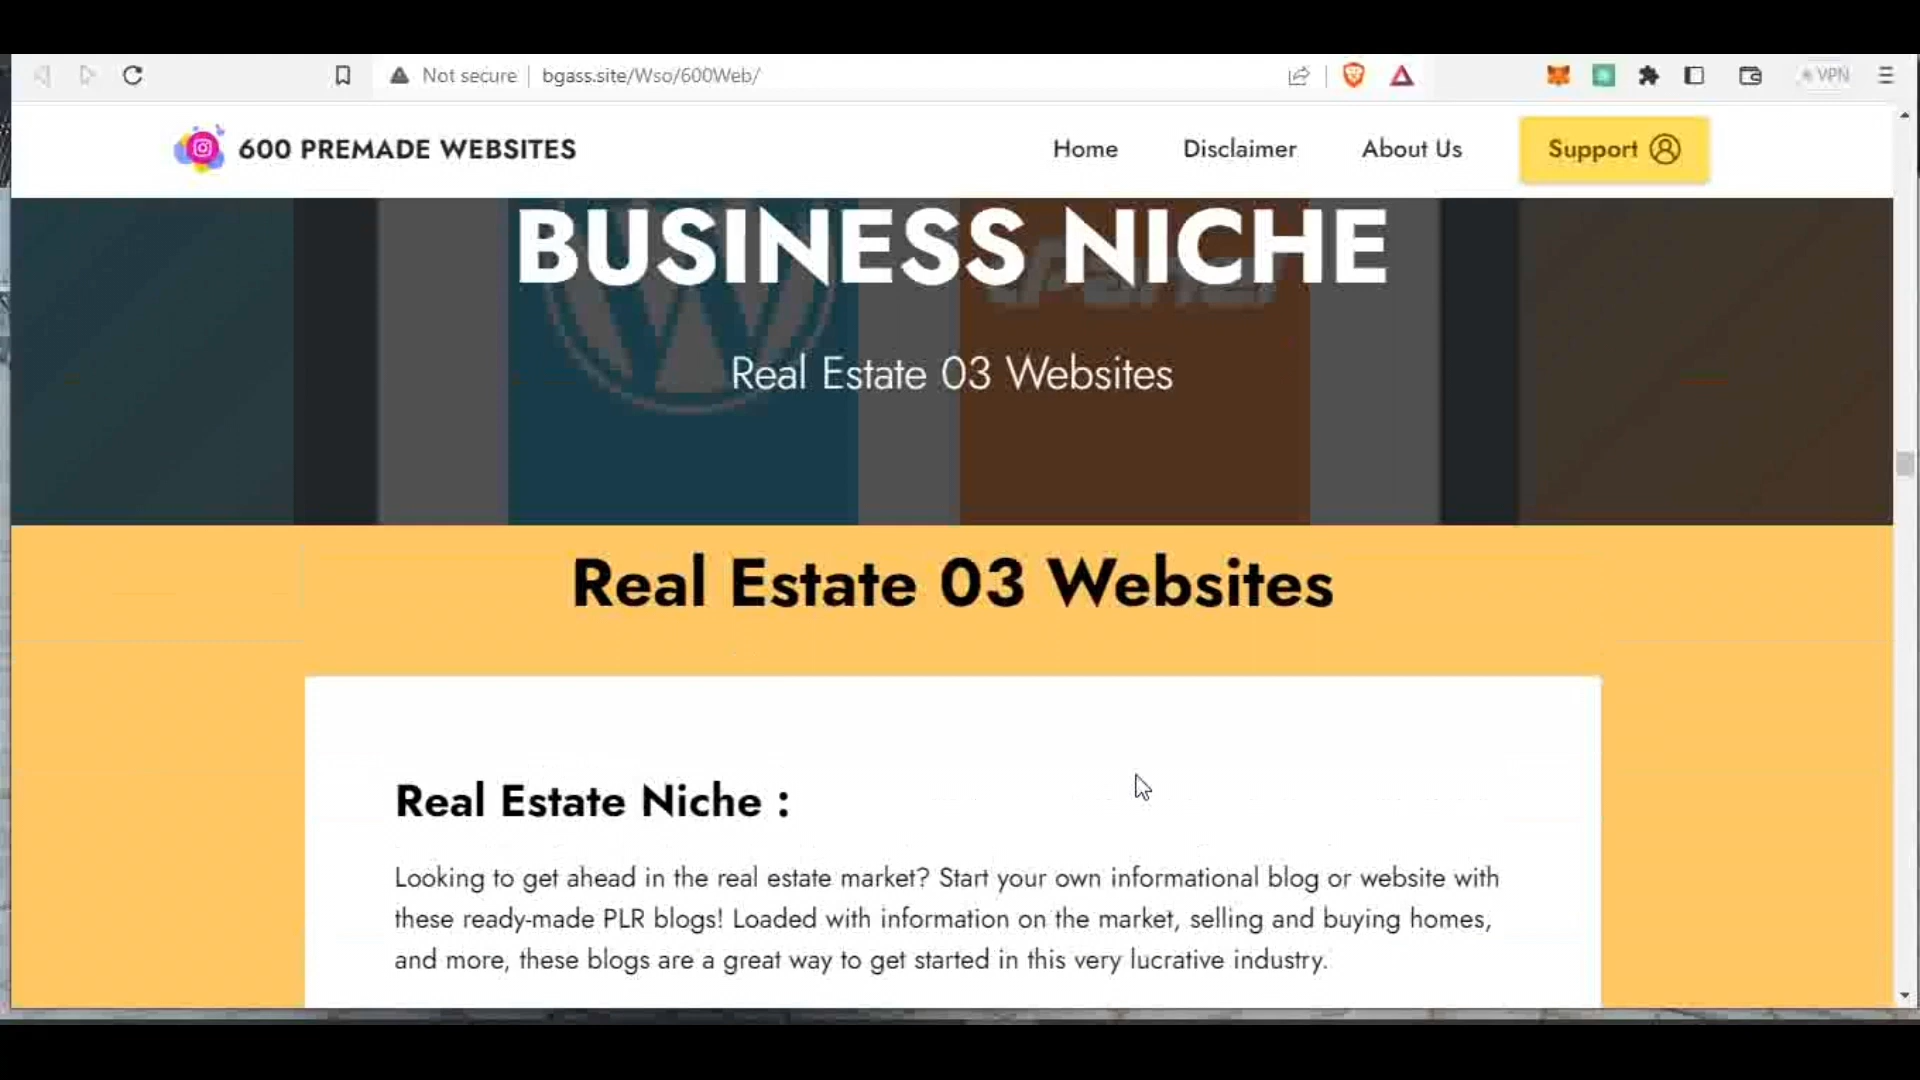 Not secure
bgass.site/Wso/600Web/
VPN
600 PREMADE WEBSITES
Home
Disclaimer
About Us
Support
BUSINESS NICHE
Real Estate 03 Websites
Real Estate 03 Websites
Real Estate Niche :
Looking to get ahead in the real estate market? Start your own informational blog or website with
these ready-made PLR blogs! Loaded with information on the market, selling and buying homes,
and more, these blogs are a great way to get started in this very lucrative industry.